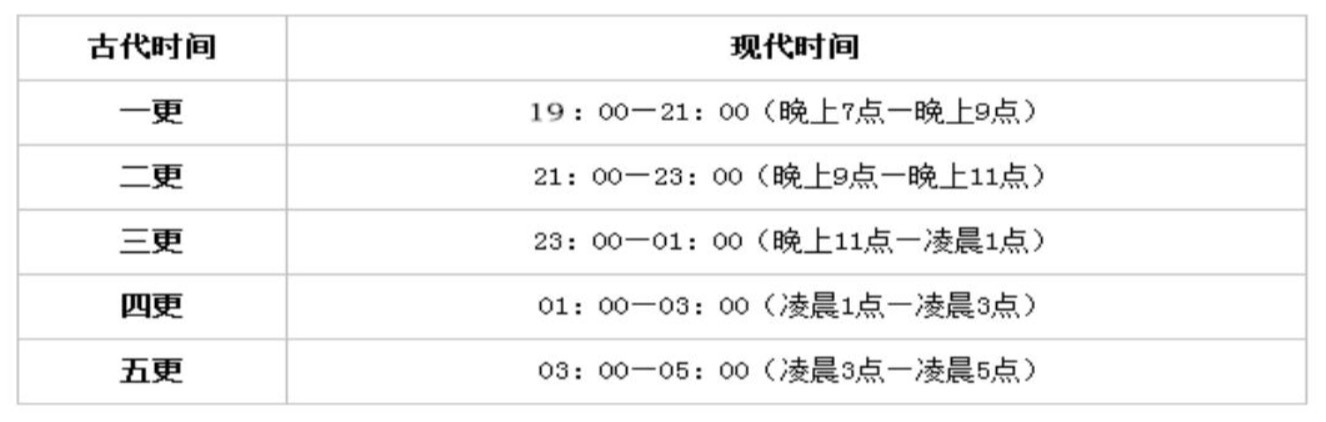 古代时间 现代时间
一更 19：00—21：00（晚上7点—晚上9点）
二更 21：00—23：00（晚上9点—晚上11点）
三更 23：00—01：00（晚上11点—凌晨1点）
四更 01：00—03：00（凌晨1点—凌晨3点）
五更 03：00—05：00（凌晨3点—凌晨5点）